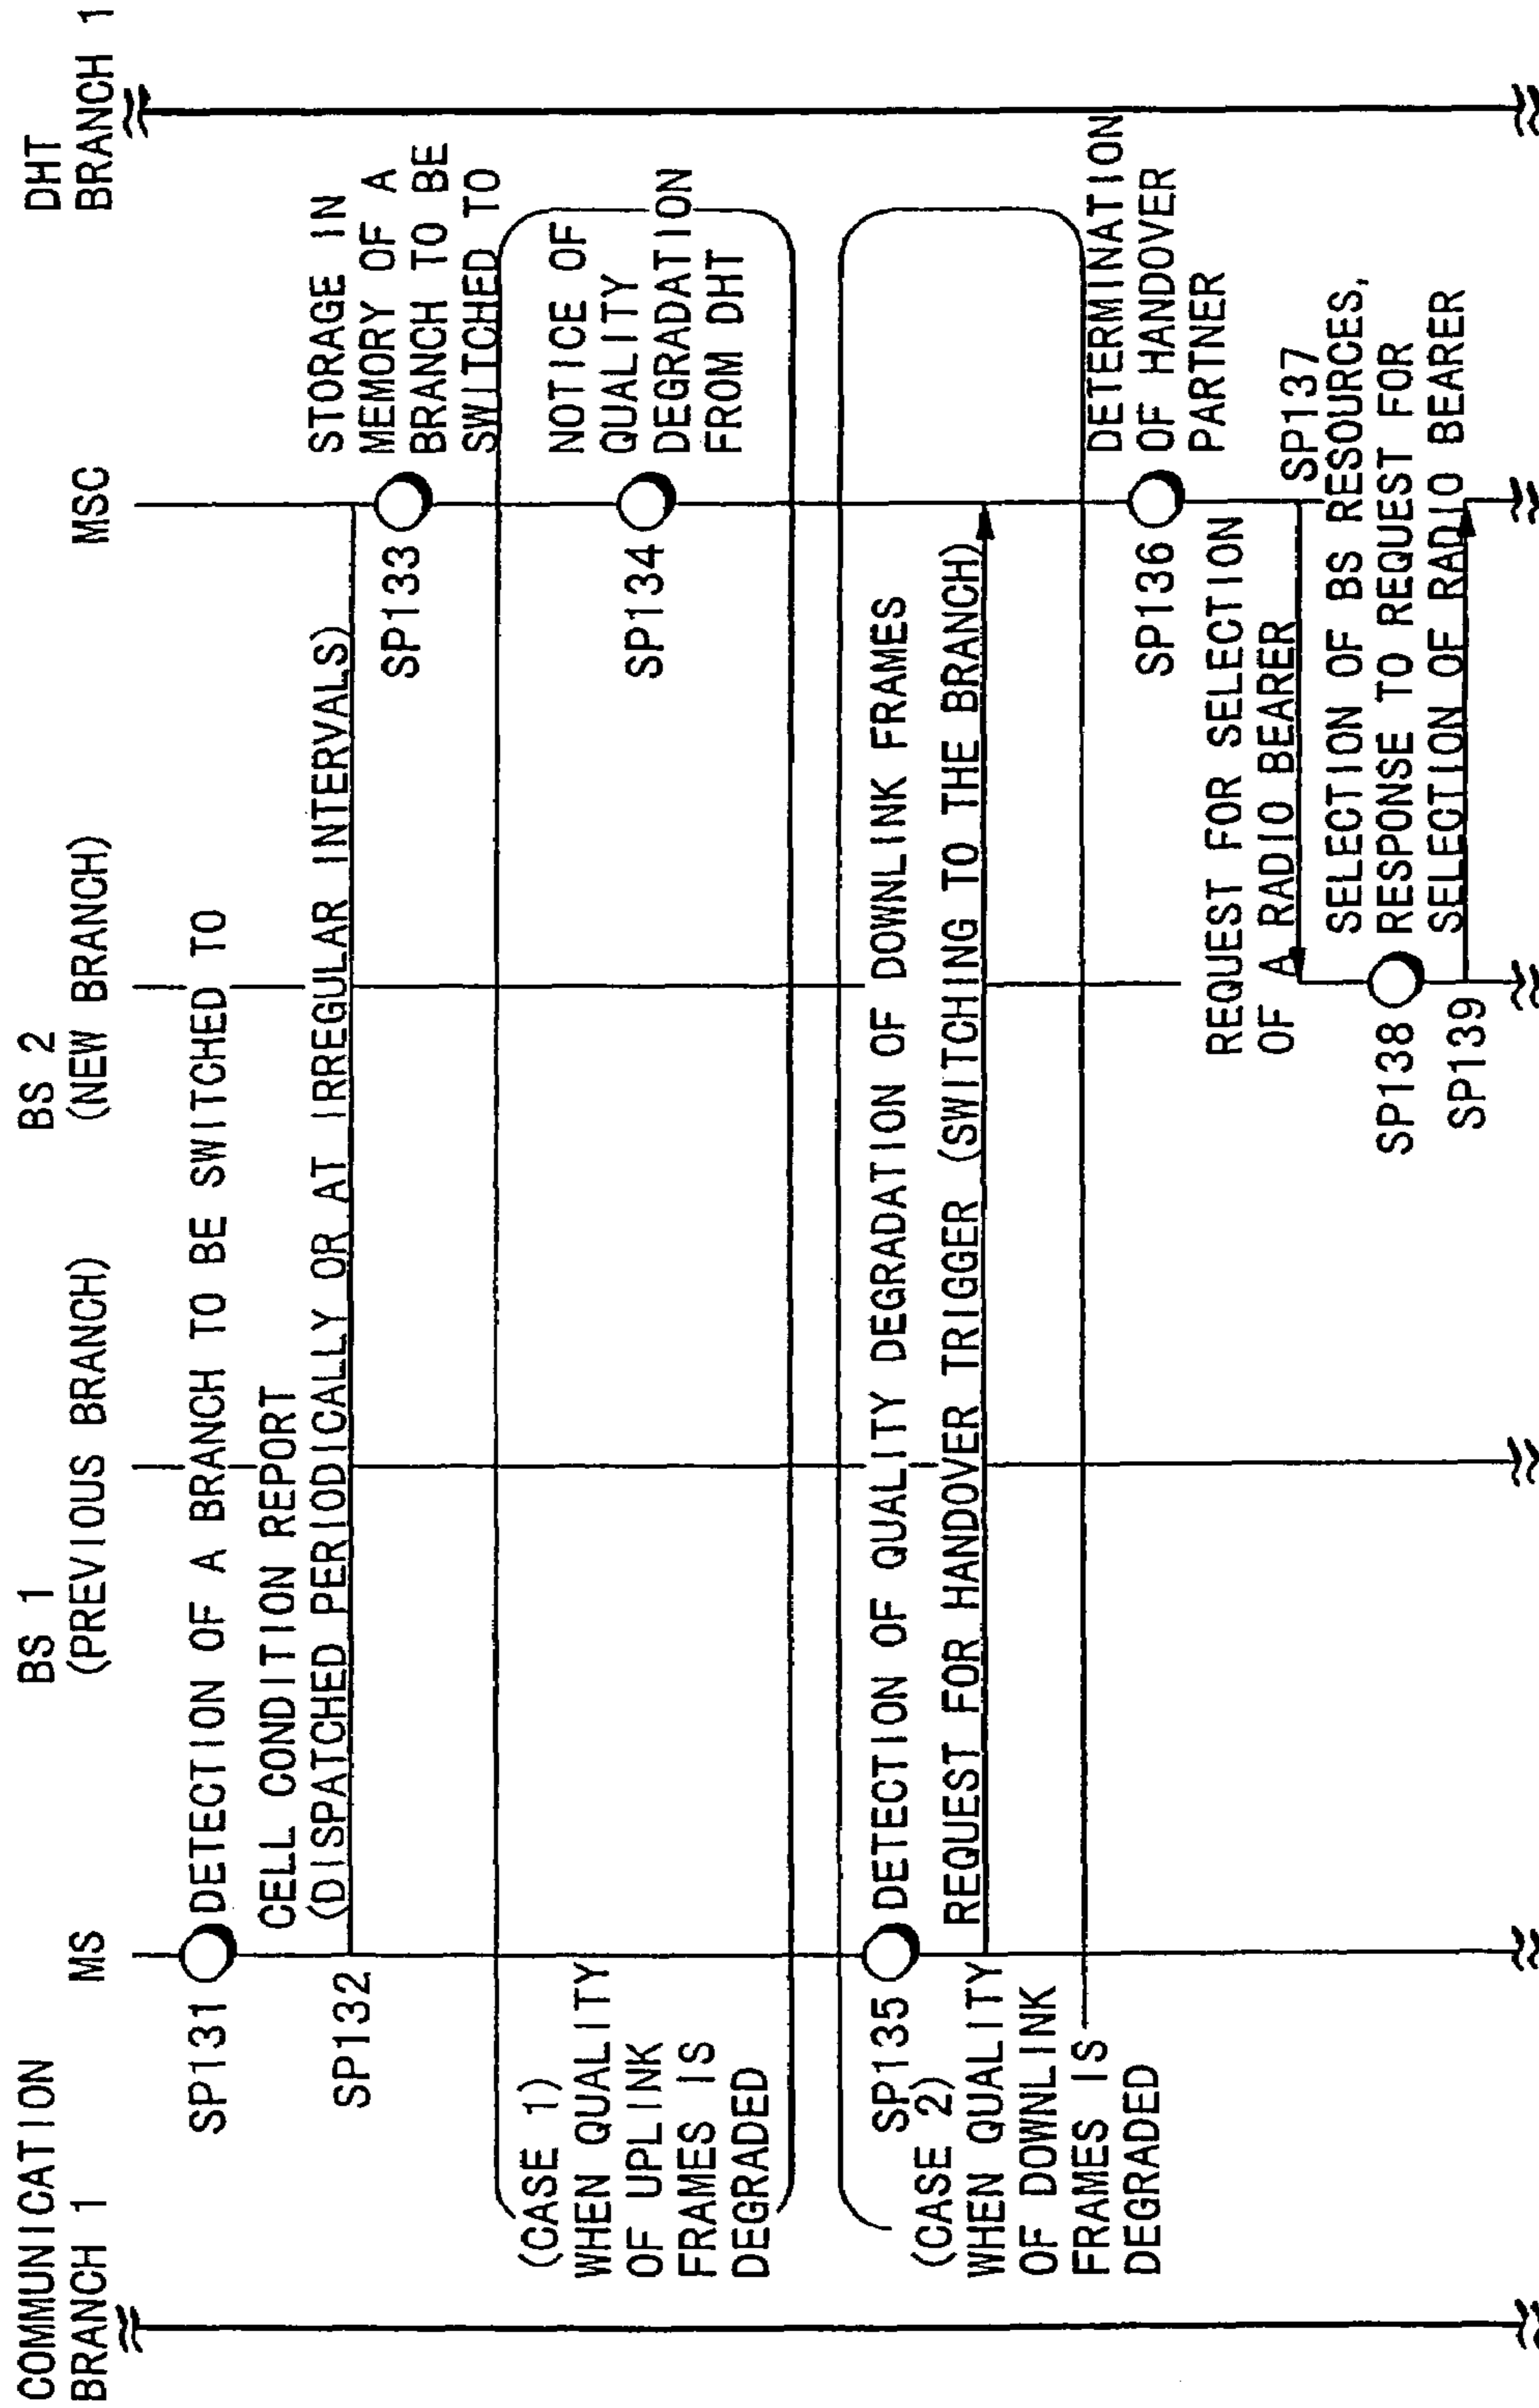 COMMUNICATION
BRANCH 1
MS
BS 1
(PREVIOUS BRANCH)
BS 2
(NEW BRANCH)
MSC
DHT
BRANCH 1
SP131
DETECTION OF A BRANCH TO BE SWITCHED TO
CELL CONDITION REPORT
(DISPATCHED PERIODICALLY OR AT IRREGULAR INTERVALS)
SP132
STORAGE IN
MEMORY OF A
BRANCH TO BE
SWITCHED TO
SP133
(CASE 1)
WHEN QUALITY
OF UPLINK
FRAMES IS
DEGRADED
NOTICE OF
QUALITY
DEGRADATION
FROM DHT
SP134
SP135
DETECTION OF QUALITY DEGRADATION OF DOWNLINK FRAMES
(CASE 2)
WHEN QUALITY
OF DOWNLINK
FRAMES IS
DEGRADED
REQUEST FOR HANDOVER TRIGGER (SWITCHING TO THE BRANCH)
DETERMINATION
OF HANDOVER
PARTNER
SP136
REQUEST FOR SELECTION
OF A RADIO BEARER
SP137
SELECTION OF BS RESOURCES,
RESPONSE TO REQUEST FOR
SELECTION OF RADIO BEARER
SP138
SP139